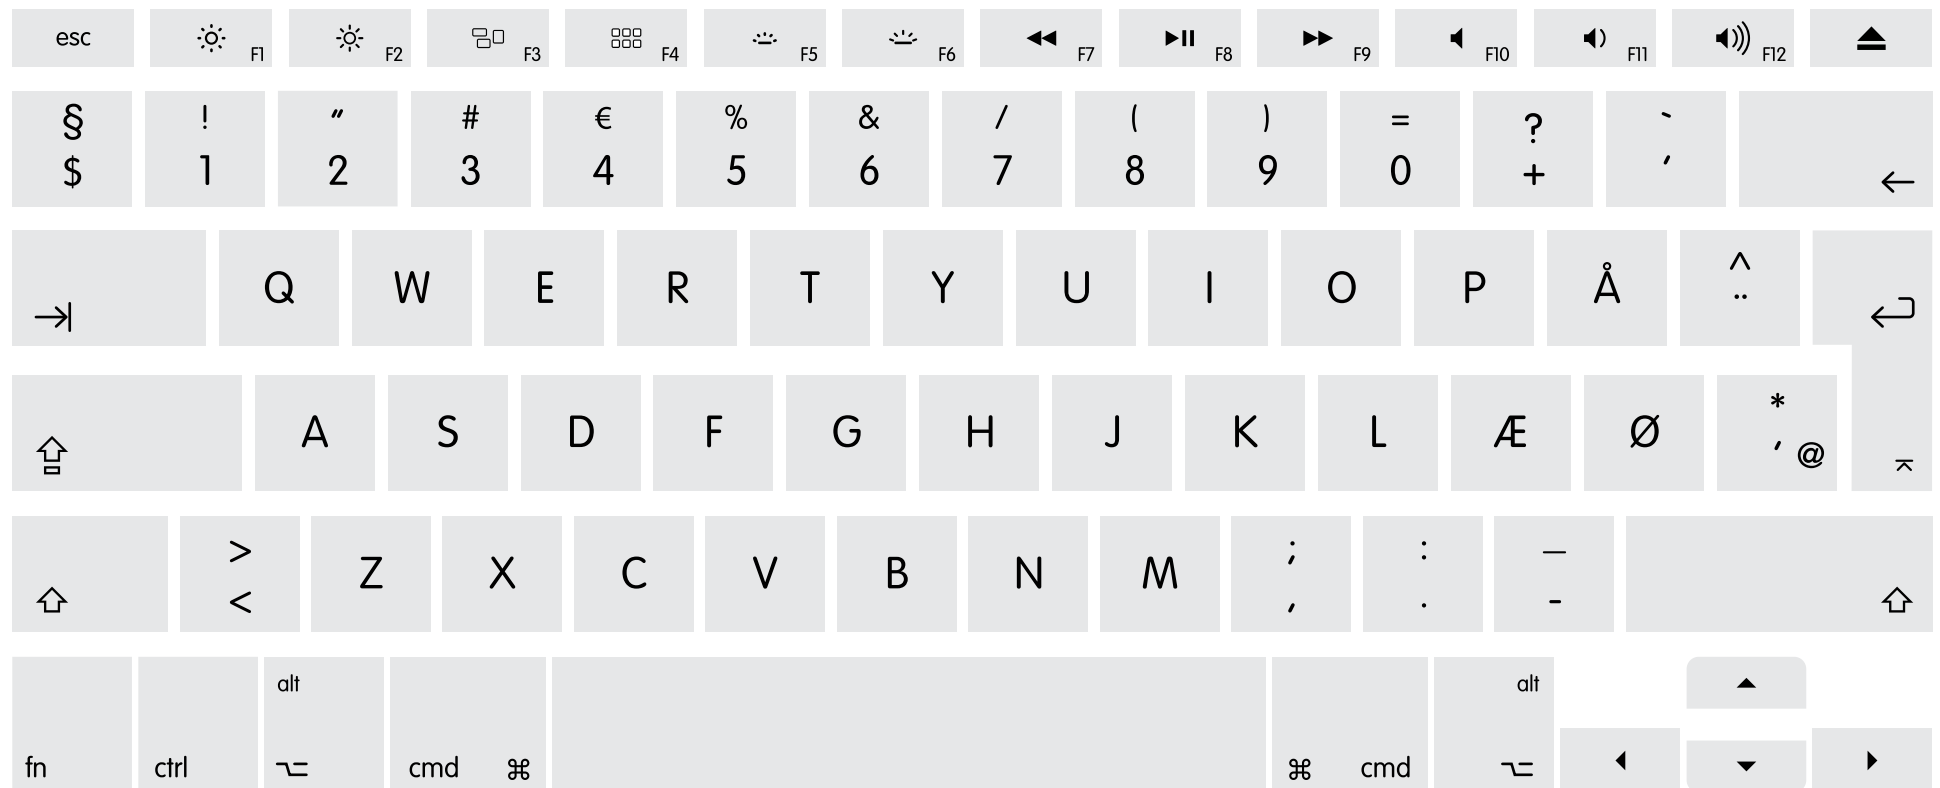 esc F1 F2 F3 F4 F5 F6 F7 F8 F9 F10 F11 F12
§ ! ″ # € % & / ( ) = ? `
$ 1 2 3 4 5 6 7 8 9 0 + ´
Q W E R T Y U I O P Å ^
¨
A S D F G H J K L Æ Ø *
' @
> Z X C V B N M ; : _
< , . -
alt alt
fn ctrl ⌥ cmd ⌘ ⌘ cmd ⌥